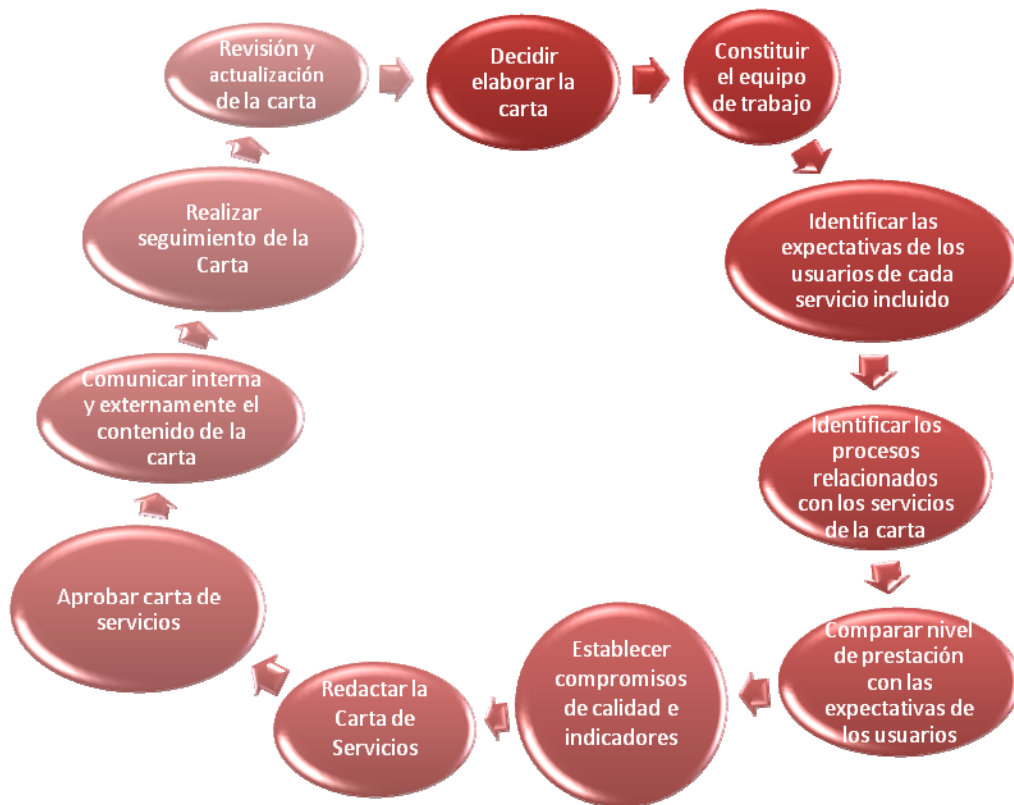 Decidir
elaborar la
carta
Constituir
el equipo
de trabajo
Identificar las
expectativas de los
usuarios de cada
servicio incluido
Identificar los
procesos
relacionados
con los servicios
de la carta
Comparar nivel
de prestación
con las
expectativas de
los usuarios
Establecer
compromisos
de calidad e
indicadores
Redactar la
Carta de
Servicios
Aprobar carta de
servicios
Comunicar interna
y externamente el
contenido de la
carta
Realizar
seguimiento de la
Carta
Revisión y
actualización
de la carta